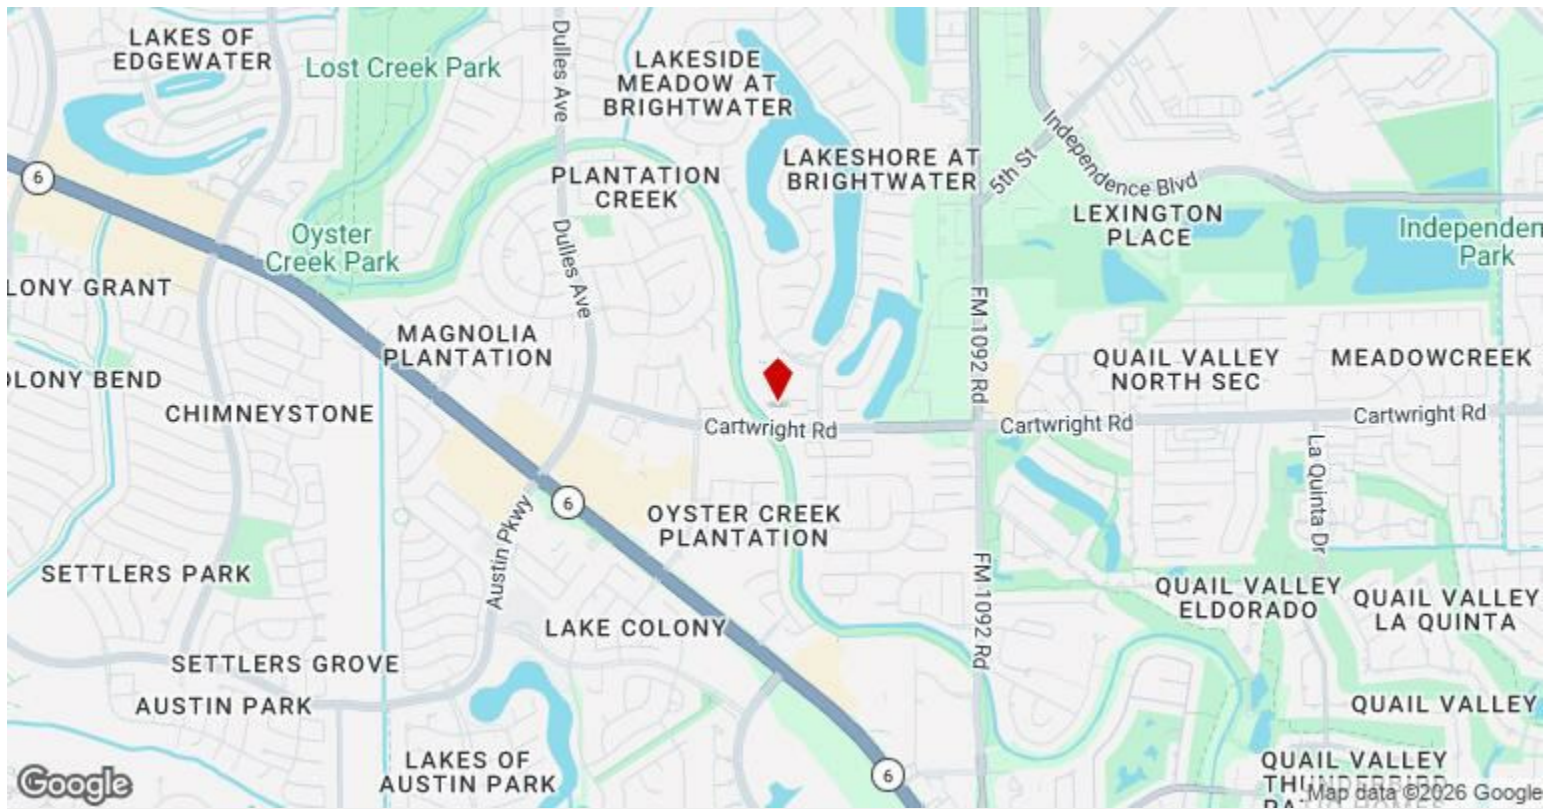 LAKES OF
EDGEWATER
Lost Creek Park
Dulles Ave
LAKESIDE
MEADOW AT
BRIGHTWATER
6
PLANTATION
CREEK
LAKESHORE AT
BRIGHTWATER
5th St
Independence Blvd
LEXINGTON
PLACE
Independen
Park
Oyster
Creek Park
Dulles Ave
LONY GRANT
FM 1092 Rd
MAGNOLIA
PLANTATION
QUAIL VALLEY
NORTH SEC
MEADOWCREEK
OLONY BEND
CHIMNEYSTONE
Cartwright Rd
Cartwright Rd
Cartwright Rd
La Quinta Dr
6
Austin Pkwy
OYSTER CREEK
PLANTATION
FM 1092 Rd
SETTLERS PARK
QUAIL VALLEY
ELDORADO
QUAIL VALLEY
LA QUINTA
LAKE COLONY
SETTLERS GROVE
AUSTIN PARK
QUAIL VALLEY
LAKES OF
AUSTIN PARK
6
QUAIL VALLEY
Google
Map data ©2026 Google